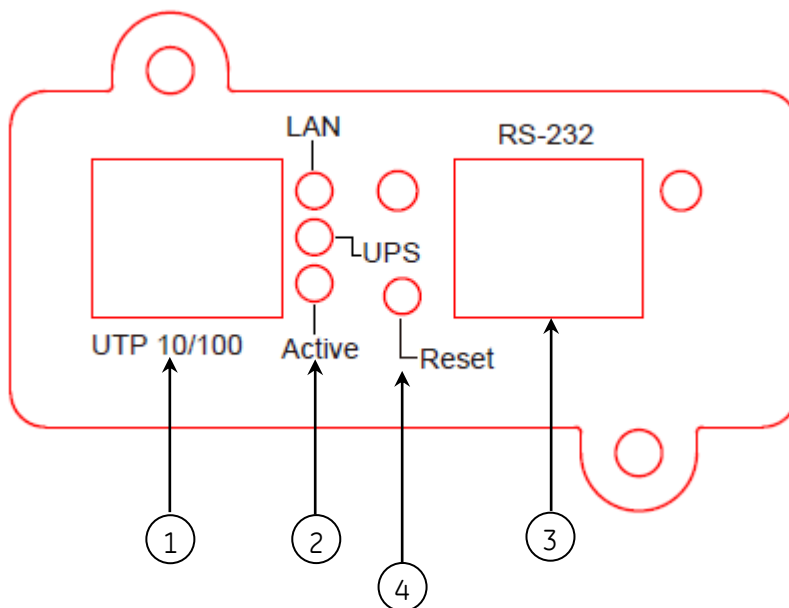 LAN
RS-232
UPS
UTP 10/100
Active
Reset
1
2
3
4